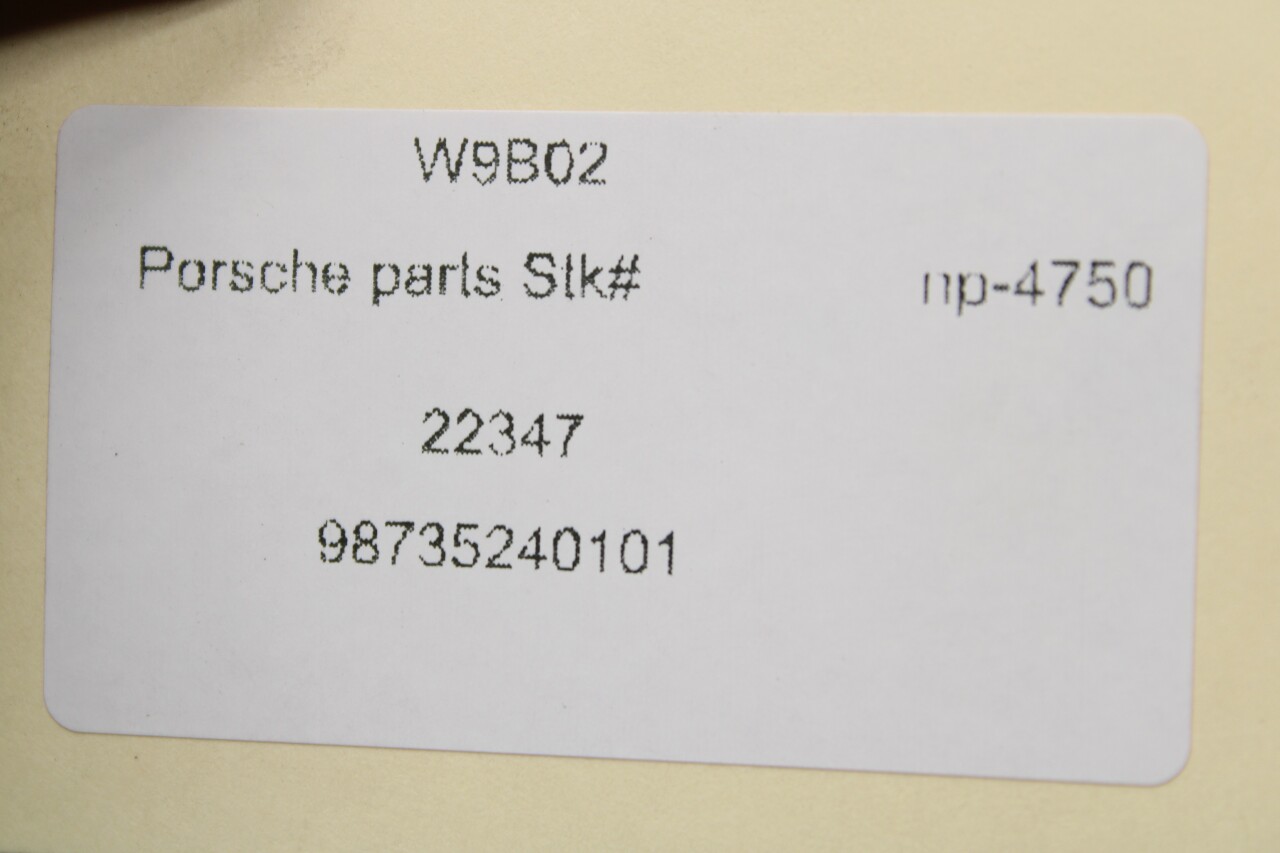 W9B02
Porsche parts Stk# np-4750
22347
98735240101